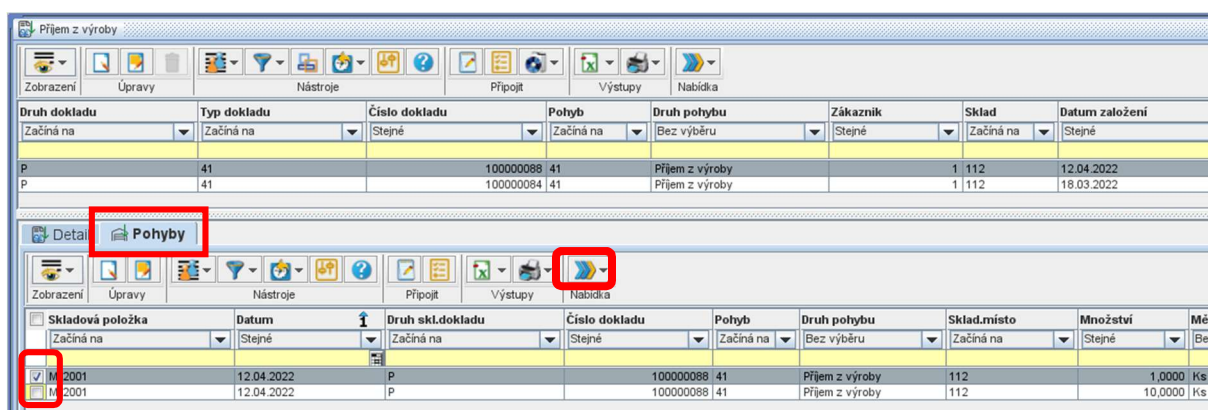 Příjem z výroby
Zobrazení Úpravy Nástroje Připojit Výstupy Nabídka
Druh dokladu Typ dokladu Číslo dokladu Pohyb Druh pohybu Zákazník Sklad Datum založení
Začíná na Začíná na Stejné Začíná na Bez výběru Stejné Začíná na Stejné
P 41 100000088 41 Příjem z výroby 1 112 12.04.2022
P 41 100000084 41 Příjem z výroby 1 112 18.03.2022
Detail Pohyby
Zobrazení Úpravy Nástroje Připojit Výstupy Nabídka
Skladová položka Datum 1 Druh skl.dokladu Číslo dokladu Pohyb Druh pohybu Sklad.místo Množství Mě
Začíná na Stejné Začíná na Stejné Začíná na Bez výběru Začíná na Stejné Be
2001 12.04.2022 P 100000088 41 Příjem z výroby 112 1,0000 Ks
2001 12.04.2022 P 100000088 41 Příjem z výroby 112 10,0000 Ks